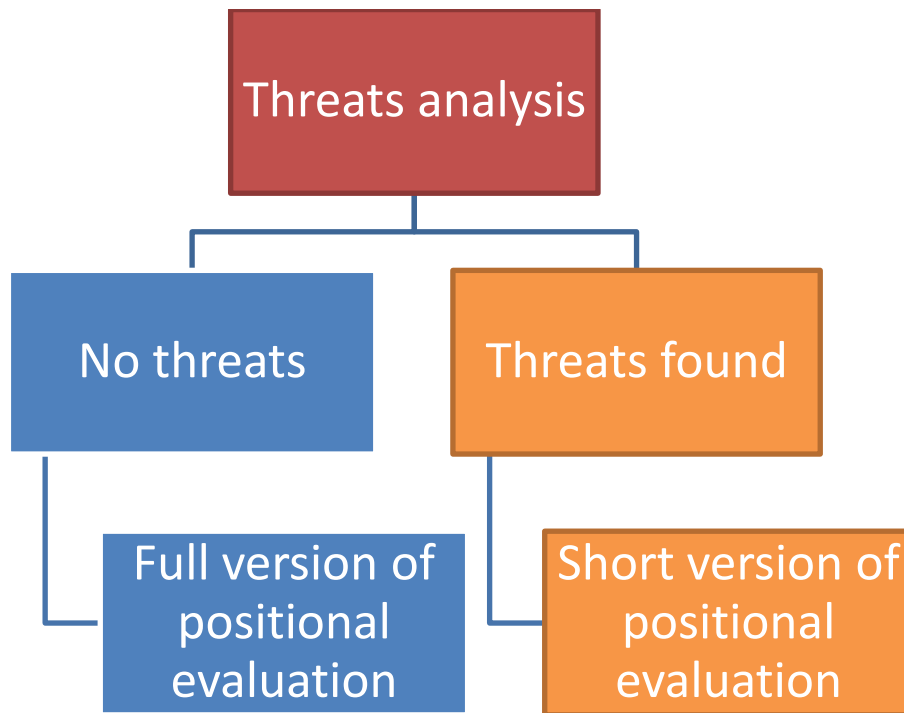 Threats analysis
No threats
Threats found
Full version of
positional
evaluation
Short version of
positional
evaluation